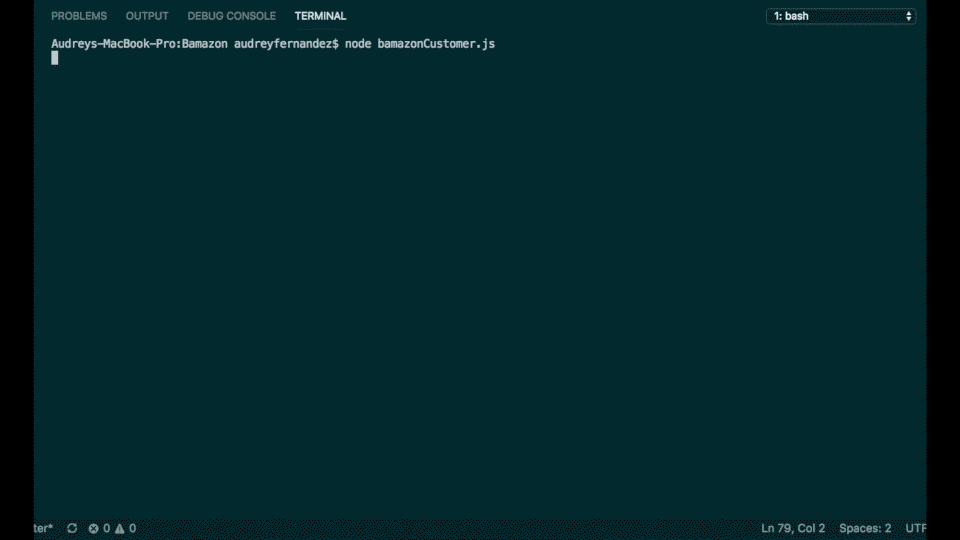 PROBLEMS OUTPUT DEBUG CONSOLE TERMINAL 1: bash
Audreys-MacBook-Pro:Bamazon audreyfernandez$ node bamazonCustomer.js
ter* 0 0 Ln 79, Col 2 Spaces: 2 UTF